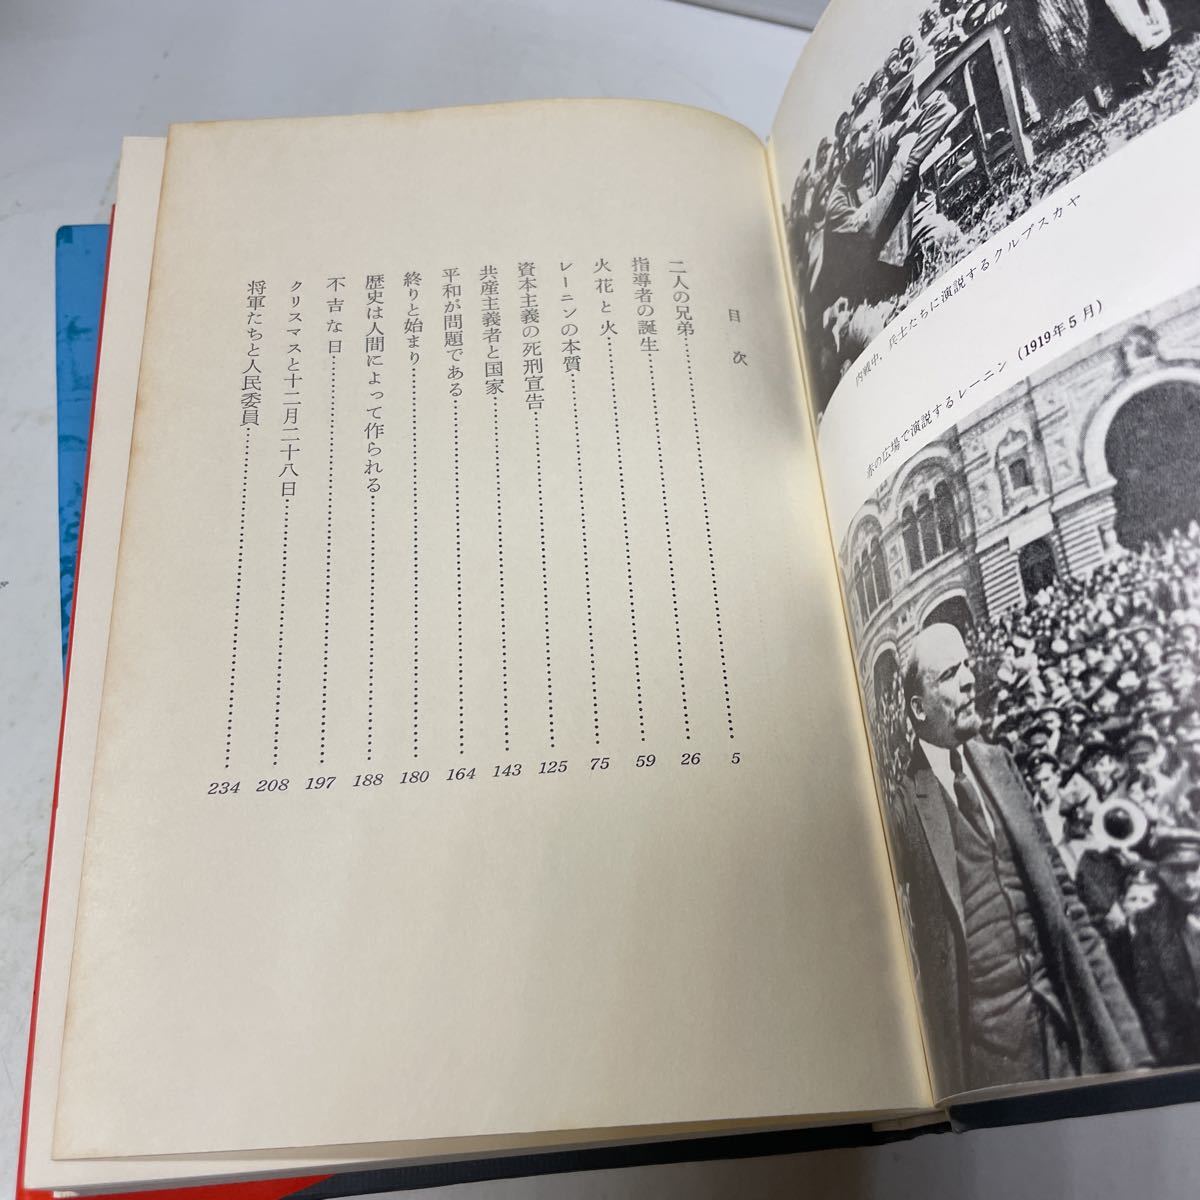 内戦中，兵士たちに演説するクルプスカヤ
赤の広場で演説するレーニン（1919年5月）
目次
二人の兄弟 5
指導者の誕生 26
火花と火 59
レーニンの本質 75
資本主義の死刑宣告 125
共産主義者と国家 143
平和が問題である 164
終りと始まり 180
歴史は人間によって作られる 188
不吉な日 197
クリスマスと十二月二十八日 208
将軍たちと人民委員 234